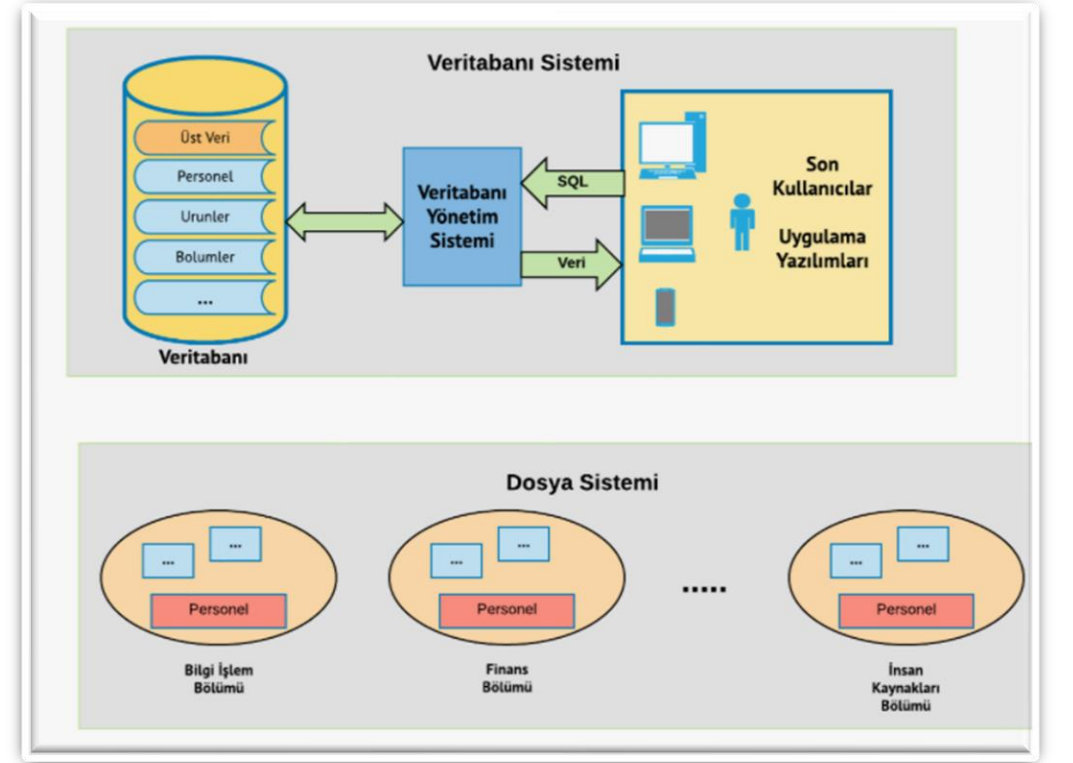 Veritabanı Sistemi
Üst Veri
Personel
Urunler
Bolumler
...
Veritabanı
Veritabanı
Yönetim
Sistemi
SQL
Veri
Son
Kullanıcılar
Uygulama
Yazılımları
Dosya Sistemi
...
...
Personel
Bilgi İşlem
Bölümü
...
...
Personel
Finans
Bölümü
.....
...
...
Personel
İnsan
Kaynakları
Bölümü